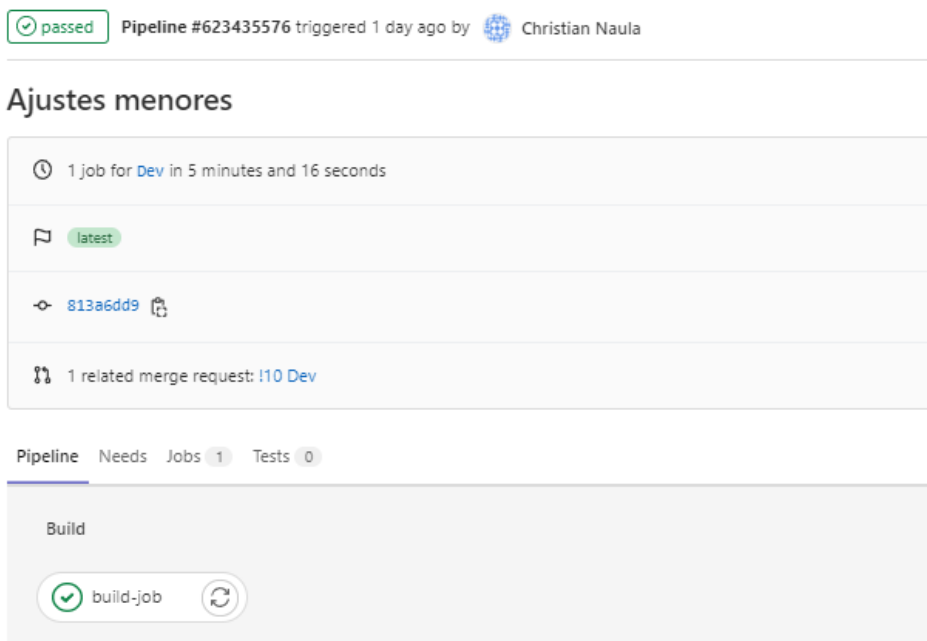 passed Pipeline #623435576 triggered 1 day ago by Christian Naula
Ajustes menores
1 job for Dev in 5 minutes and 16 seconds
latest
813a6dd9
1 related merge request: !10 Dev
Pipeline Needs Jobs 1 Tests 0
Build
build-job